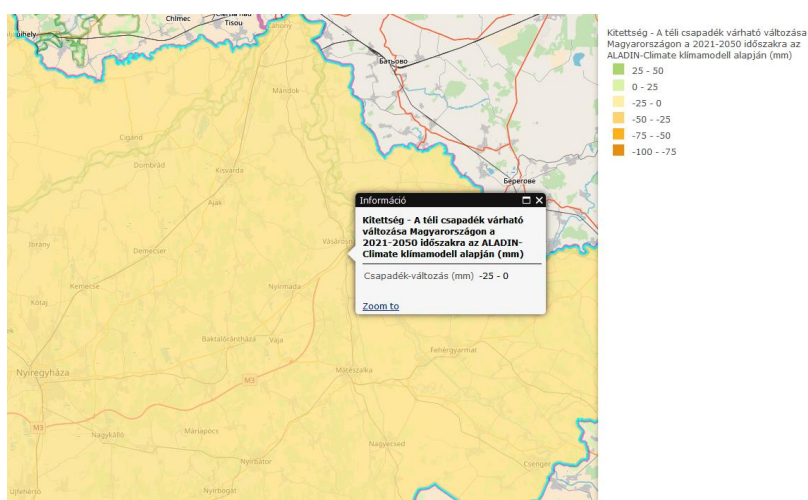 Chlmec
Tisou
Батьово
Mándok
Cigánd
Dombrád
Kisvárda
Берегове
Ajak
Információ
Kitettség - A téli csapadék várható
változása Magyarországon a
2021-2050 időszakra az ALADIN-
Climate klímamodell alapján (mm)
Csapadék-változás (mm) -25 - 0
Zoom to
Ibrány
Demecser
Kemecse
Nyírmada
Kótaj
Baktalórántháza
Vaja
Fehérgyarmat
Nyíregyháza
Mátészalka
M3
M3
Nagykálló
Máriapócs
Nagyecsed
Nyírbátor
Csenger
Újfehértó
Nyírbogát
Kitettség - A téli csapadék várható változása
Magyarországon a 2021-2050 időszakra az
ALADIN-Climate klímamodell alapján (mm)
25 - 50
0 - 25
-25 - 0
-50 - -25
-75 - -50
-100 - -75